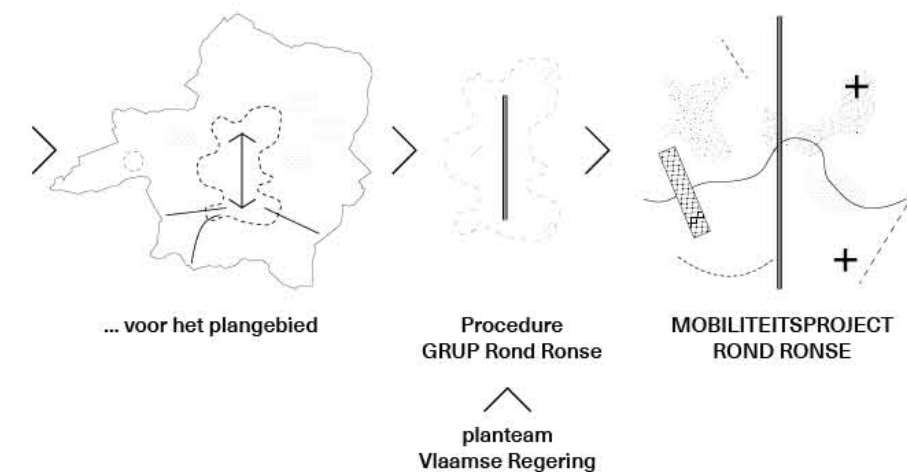 ... voor het plangebied
Procedure
GRUP Rond Ronse
MOBILITEITSPROJECT
ROND RONSE
planteam
Vlaamse Regering